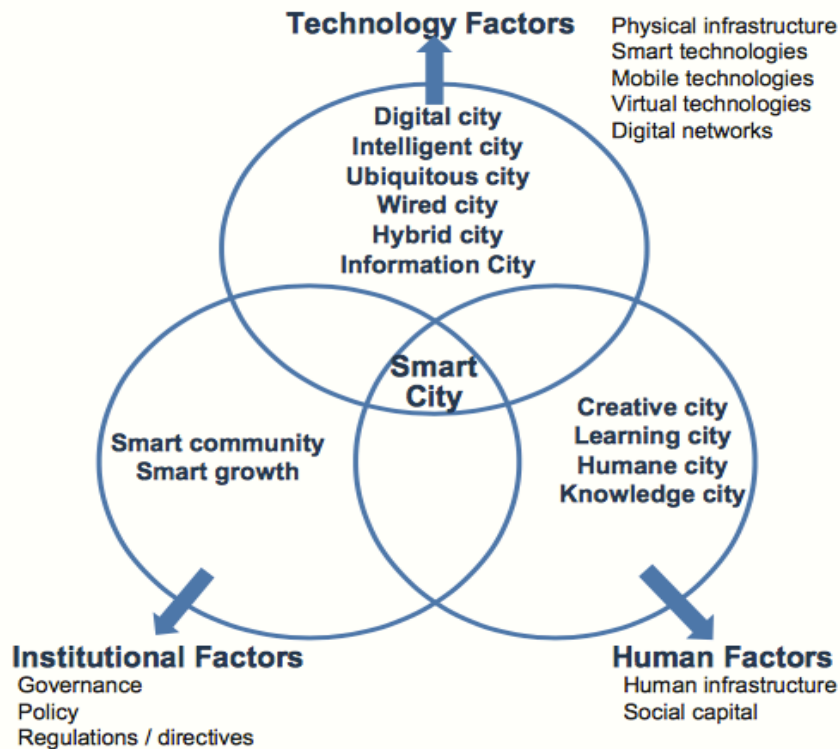 Technology Factors
Physical infrastructure
Smart technologies
Mobile technologies
Virtual technologies
Digital networks
Digital city
Intelligent city
Ubiquitous city
Wired city
Hybrid city
Information City
Smart
City
Smart community
Smart growth
Creative city
Learning city
Humane city
Knowledge city
Institutional Factors
Governance
Policy
Regulations / directives
Human Factors
Human infrastructure
Social capital